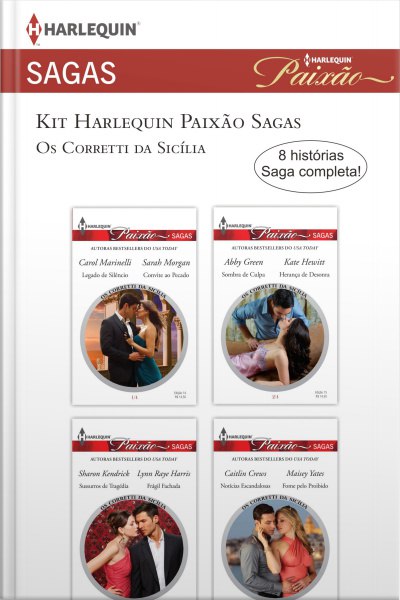 HARLEQUIN®
SAGAS
HARLEQUIN®
Paixão
Kit Harlequin Paixão Sagas
Os Corretti da Sicília
8 histórias
Saga completa!
HARLEQUIN
Paixão SAGAS
AUTORAS BESTSELLERS DO USA TODAY
Carol Marinelli Sarah Morgan
Legado de Silêncio Convite ao Pecado
OS CORRETTI DA SICÍLIA
1/4
HARLEQUIN
Paixão SAGAS
AUTORAS BESTSELLERS DO USA TODAY
Abby Green Kate Hewitt
Sombra de Culpa Herança de Desonra
OS CORRETTI DA SICÍLIA
2/4
HARLEQUIN
Paixão SAGAS
AUTORAS BESTSELLERS DO USA TODAY
Sharon Kendrick Lynn Raye Harris
Sussurros de Tragédia Frágil Fachada
OS CORRETTI DA SICÍLIA
HARLEQUIN
Paixão SAGAS
AUTORAS BESTSELLERS DO USA TODAY
Caitlin Crews Maisey Yates
Notícias Escandalosas Fome pelo Proibido
OS CORRETTI DA SICÍLIA